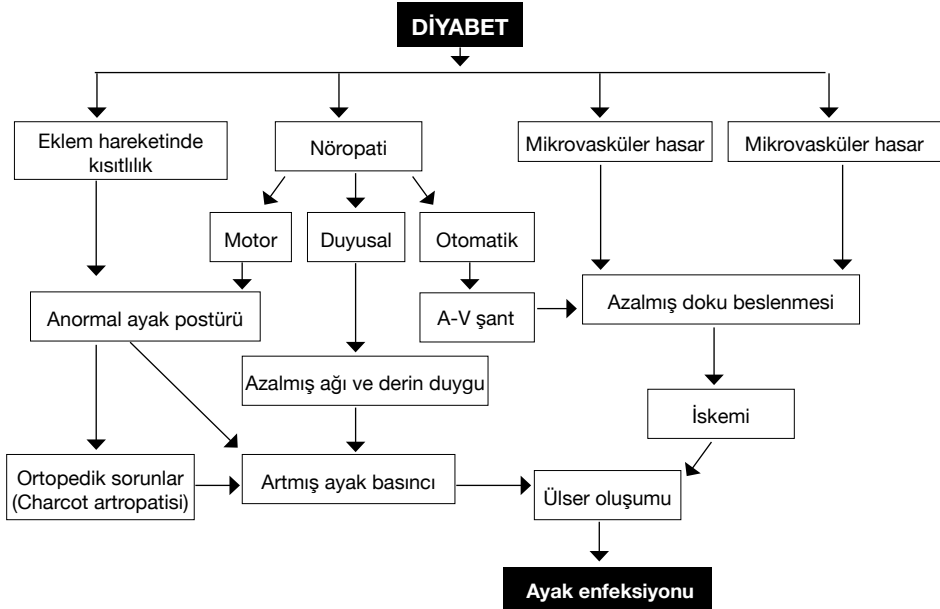 DİYABET
Eklem hareketinde
kısıtlılık
Nöropati
Mikrovasküler hasar
Mikrovasküler hasar
Motor
Duyusal
Otomatik
Anormal ayak postürü
A-V şant
Azalmış doku beslenmesi
Azalmış ağı ve derin duygu
İskemi
Ortopedik sorunlar
(Charcot artropatisi)
Artmış ayak basıncı
Ülser oluşumu
Ayak enfeksiyonu